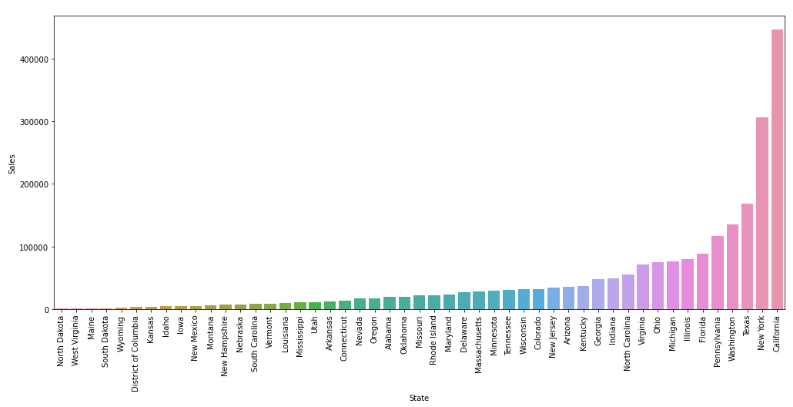 400000
300000
200000
100000
0
Sales
North Dakota
West Virginia
Maine
South Dakota
Wyoming
District of Columbia
Kansas
Idaho
Iowa
New Mexico
Montana
New Hampshire
Nebraska
South Carolina
Vermont
Louisiana
Mississippi
Utah
Arkansas
Connecticut
Nevada
Oregon
Alabama
Oklahoma
Missouri
Rhode Island
Maryland
Delaware
Massachusetts
Minnesota
Tennessee
Wisconsin
Colorado
New Jersey
Arizona
Kentucky
Georgia
Indiana
North Carolina
Virginia
Ohio
Michigan
Illinois
Florida
Pennsylvania
Washington
Texas
New York
California
State